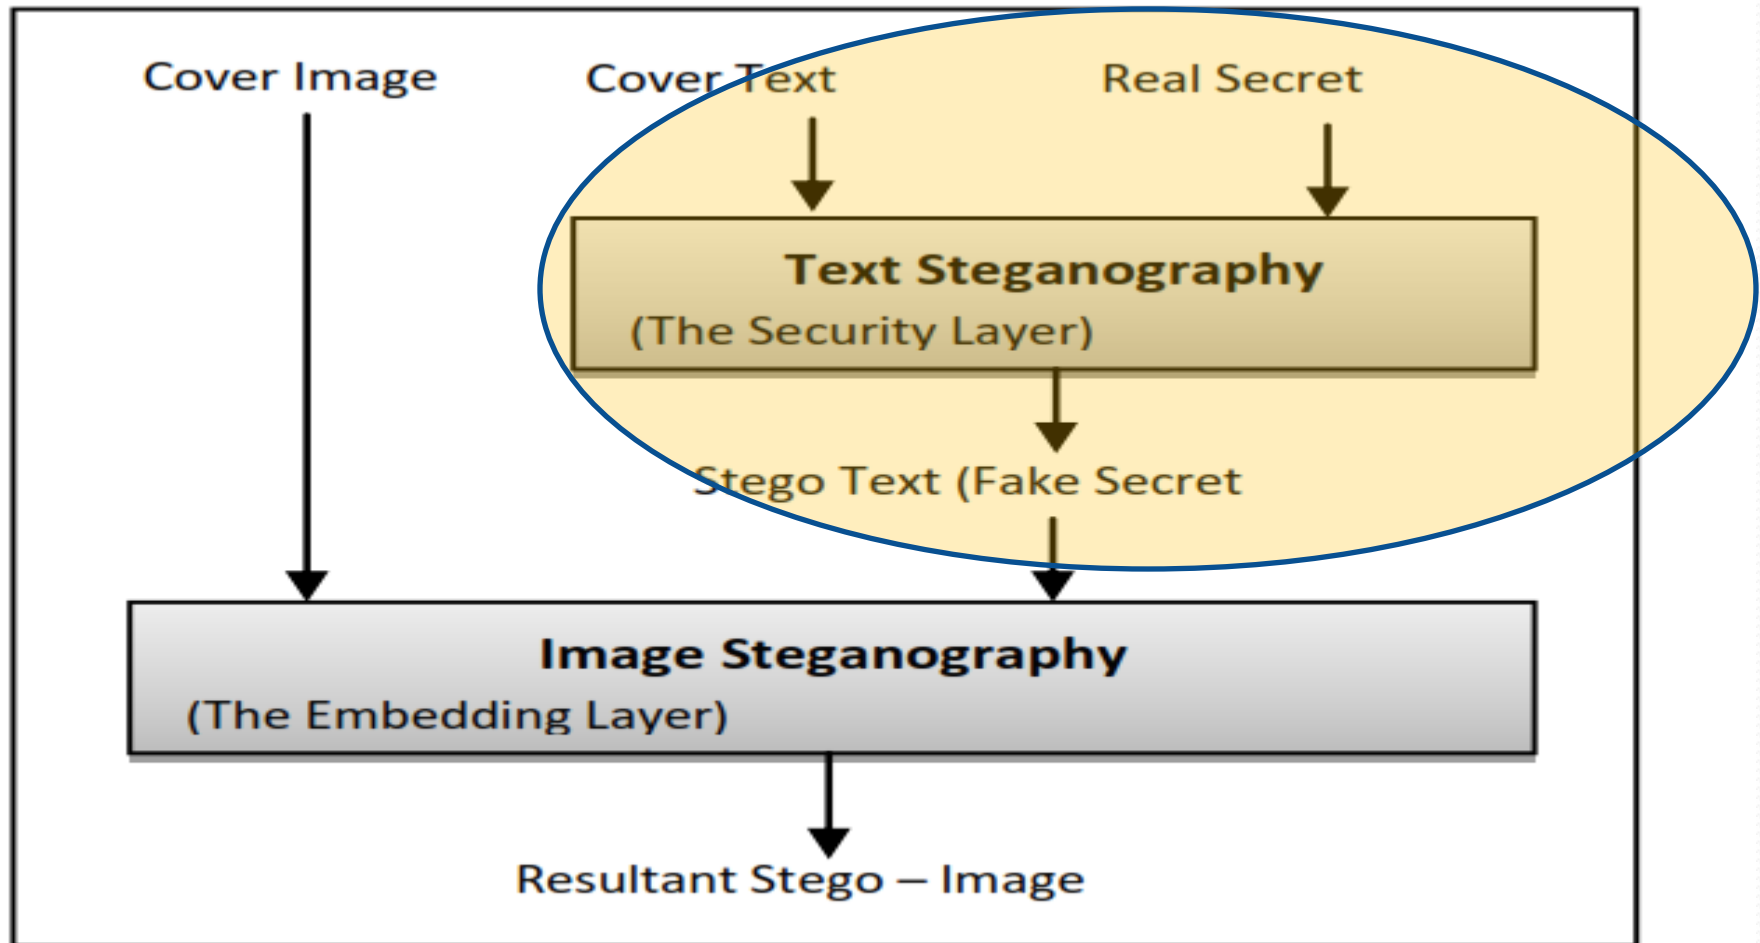 Cover Image
Cover Text
Real Secret
Text Steganography
(The Security Layer)
Stego Text (Fake Secret
Image Steganography
(The Embedding Layer)
Resultant Stego – Image